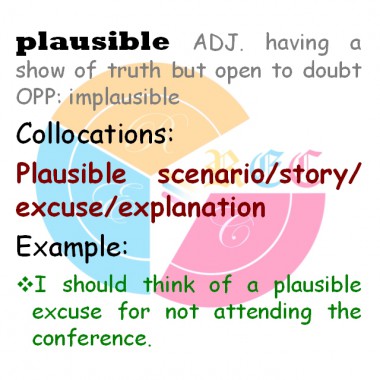 plausible ADJ. having a
show of truth but open to doubt
OPP: implausible
Collocations:
Plausible scenario/story/
excuse/explanation
Example:
❖I should think of a plausible
excuse for not attending the
conference.